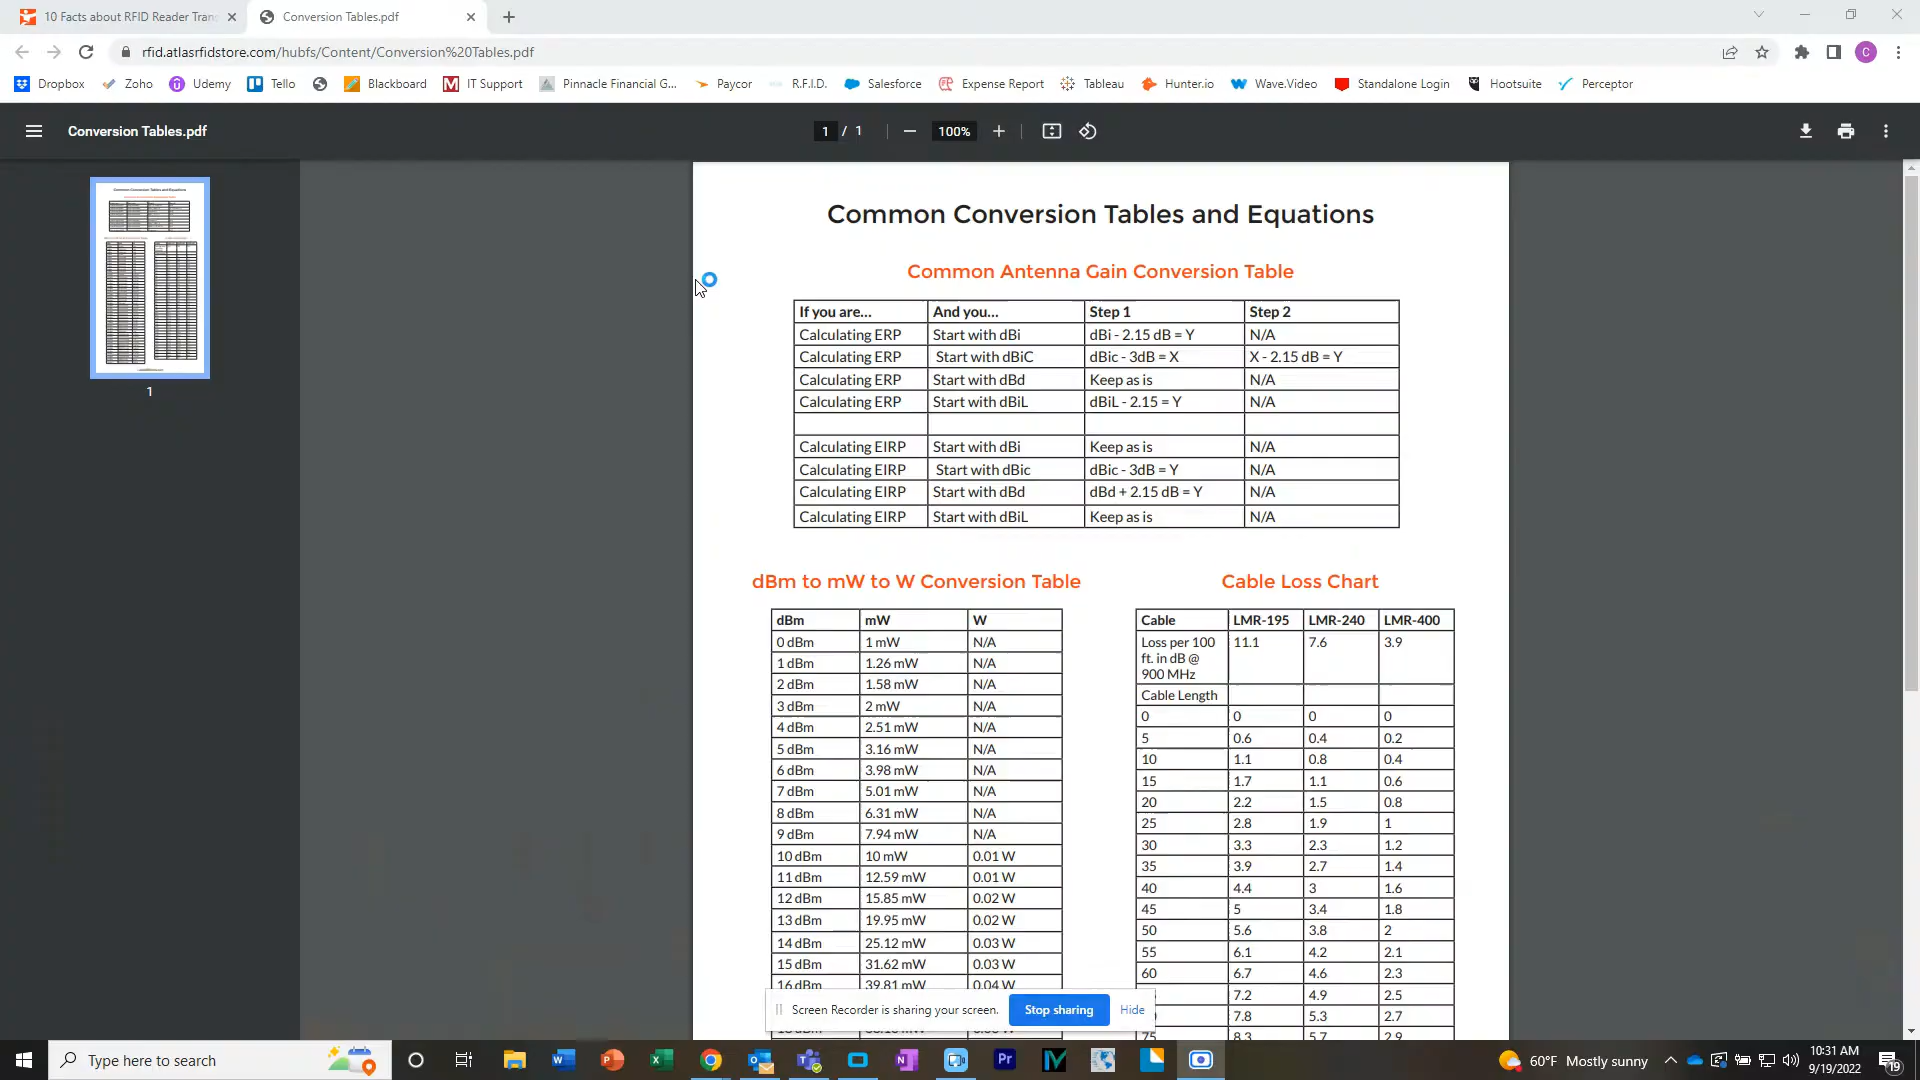 10 Facts about RFID Reader Tran
Conversion Tables.pdf
rfid.atlasrfidstore.com/hubfs/Content/Conversion%20Tables.pdf
C
Dropbox Zoho Udemy Tello Blackboard IT Support Pinnacle Financial G... Paycor R.F.I.D. Salesforce Expense Report Tableau Hunter.io Wave.Video Standalone Login Hootsuite Perceptor
Conversion Tables.pdf 1 / 1 100%
1
Common Conversion Tables and Equations
Common Antenna Gain Conversion Table
If you are... And you... Step 1 Step 2
Calculating ERP Start with dBi dBi - 2.15 dB = Y N/A
Calculating ERP Start with dBiC dBic - 3dB = X X - 2.15 dB = Y
Calculating ERP Start with dBd Keep as is N/A
Calculating ERP Start with dBiL dBiL - 2.15 = Y N/A
Calculating EIRP Start with dBi Keep as is N/A
Calculating EIRP Start with dBic dBic - 3dB = Y N/A
Calculating EIRP Start with dBd dBd + 2.15 dB = Y N/A
Calculating EIRP Start with dBiL Keep as is N/A
dBm to mW to W Conversion Table
dBm mW W
0 dBm 1 mW N/A
1 dBm 1.26 mW N/A
2 dBm 1.58 mW N/A
3 dBm 2 mW N/A
4 dBm 2.51 mW N/A
5 dBm 3.16 mW N/A
6 dBm 3.98 mW N/A
7 dBm 5.01 mW N/A
8 dBm 6.31 mW N/A
9 dBm 7.94 mW N/A
10 dBm 10 mW 0.01 W
11 dBm 12.59 mW 0.01 W
12 dBm 15.85 mW 0.02 W
13 dBm 19.95 mW 0.02 W
14 dBm 25.12 mW 0.03 W
15 dBm 31.62 mW 0.03 W
16 dBm 39.81 mW 0.04 W
Cable Loss Chart
Cable LMR-195 LMR-240 LMR-400
Loss per 100 11.1 7.6 3.9
ft. in dB @
900 MHz
Cable Length
0 0 0 0
5 0.6 0.4 0.2
10 1.1 0.8 0.4
15 1.7 1.1 0.6
20 2.2 1.5 0.8
25 2.8 1.9 1
30 3.3 2.3 1.2
35 3.9 2.7 1.4
40 4.4 3 1.6
45 5 3.4 1.8
50 5.6 3.8 2
55 6.1 4.2 2.1
60 6.7 4.6 2.3
7.2 4.9 2.5
7.8 5.3 2.7
75 8.3 5.7 2.9
Screen Recorder is sharing your screen. Stop sharing Hide
Type here to search
60°F Mostly sunny
10:31 AM
9/19/2022
19